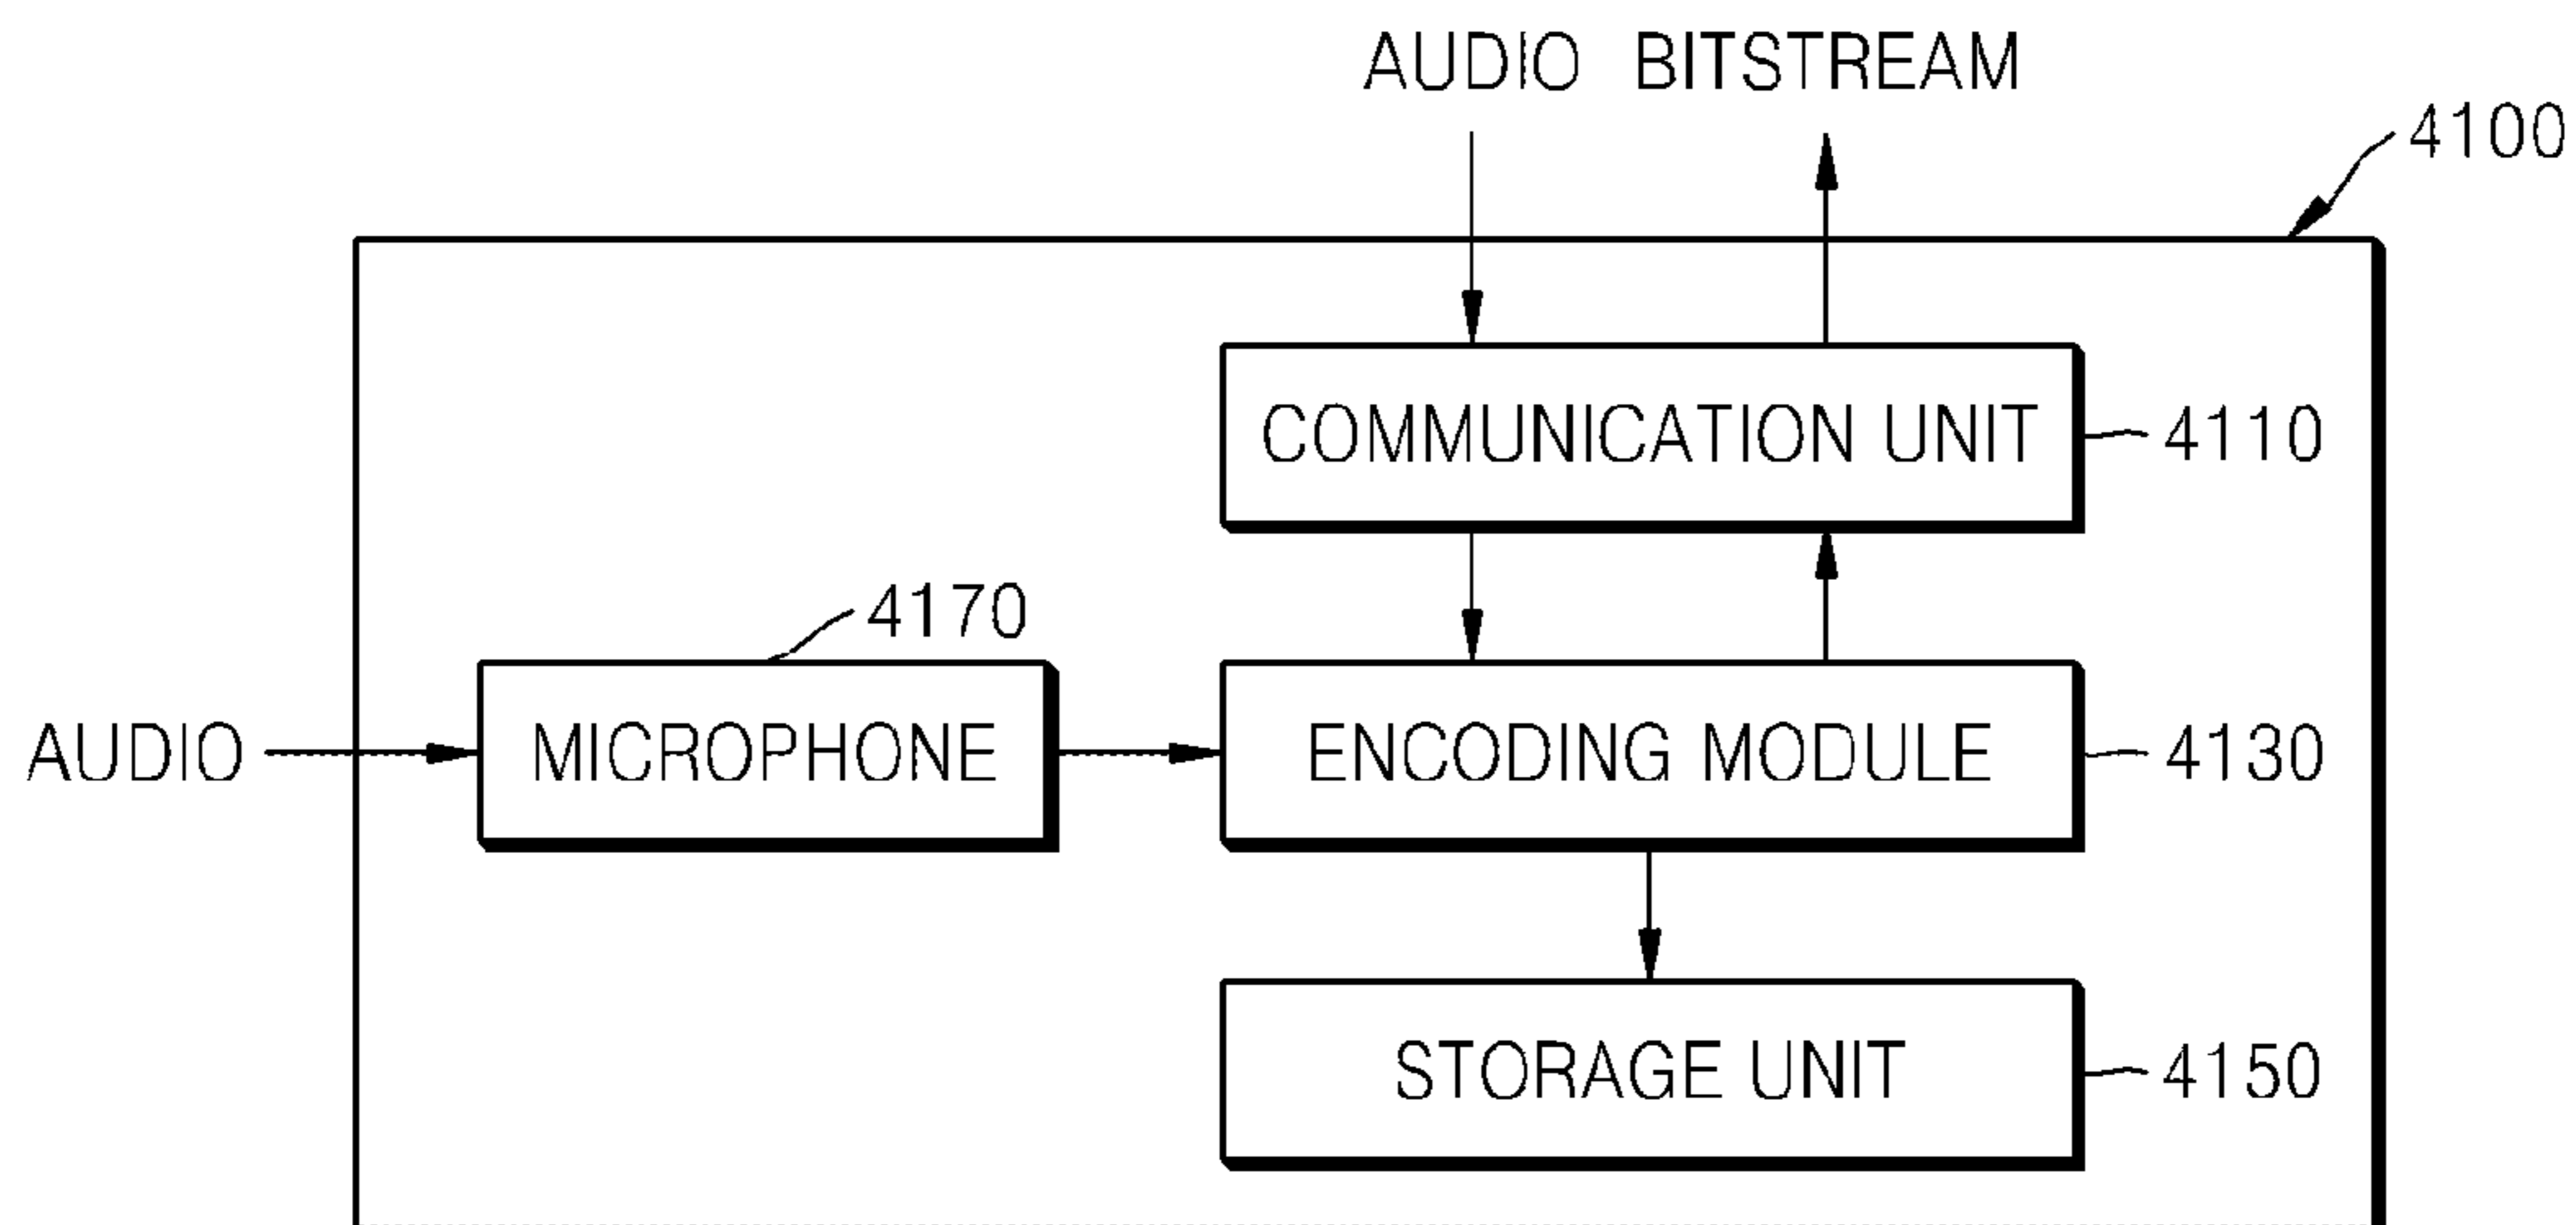 AUDIO BITSTREAM
4100
COMMUNICATION UNIT
4110
4170
AUDIO
MICROPHONE
ENCODING MODULE
4130
STORAGE UNIT
4150